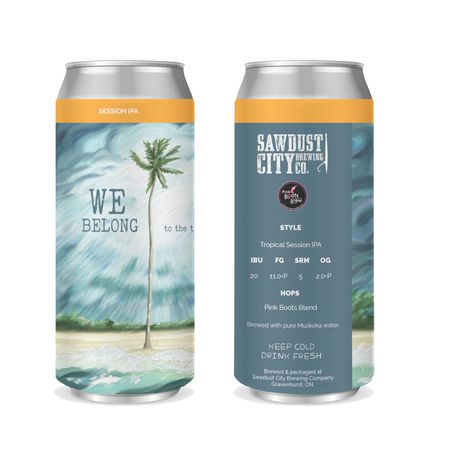 SESSION IPA
WE
BELONG
to the t
SAWDUST
CITY BREWING
CO.
PINK
BOOTS
BREW
STYLE
Tropical Session IPA
IBU FG SRM OG
20 11.0°P 5 2.0°P
HOPS
Pink Boots Blend
Brewed with pure Muskoka water.
KEEP COLD
DRINK FRESH
Brewed & packaged at
Sawdust City Brewing Company
Gravenhurst, ON.